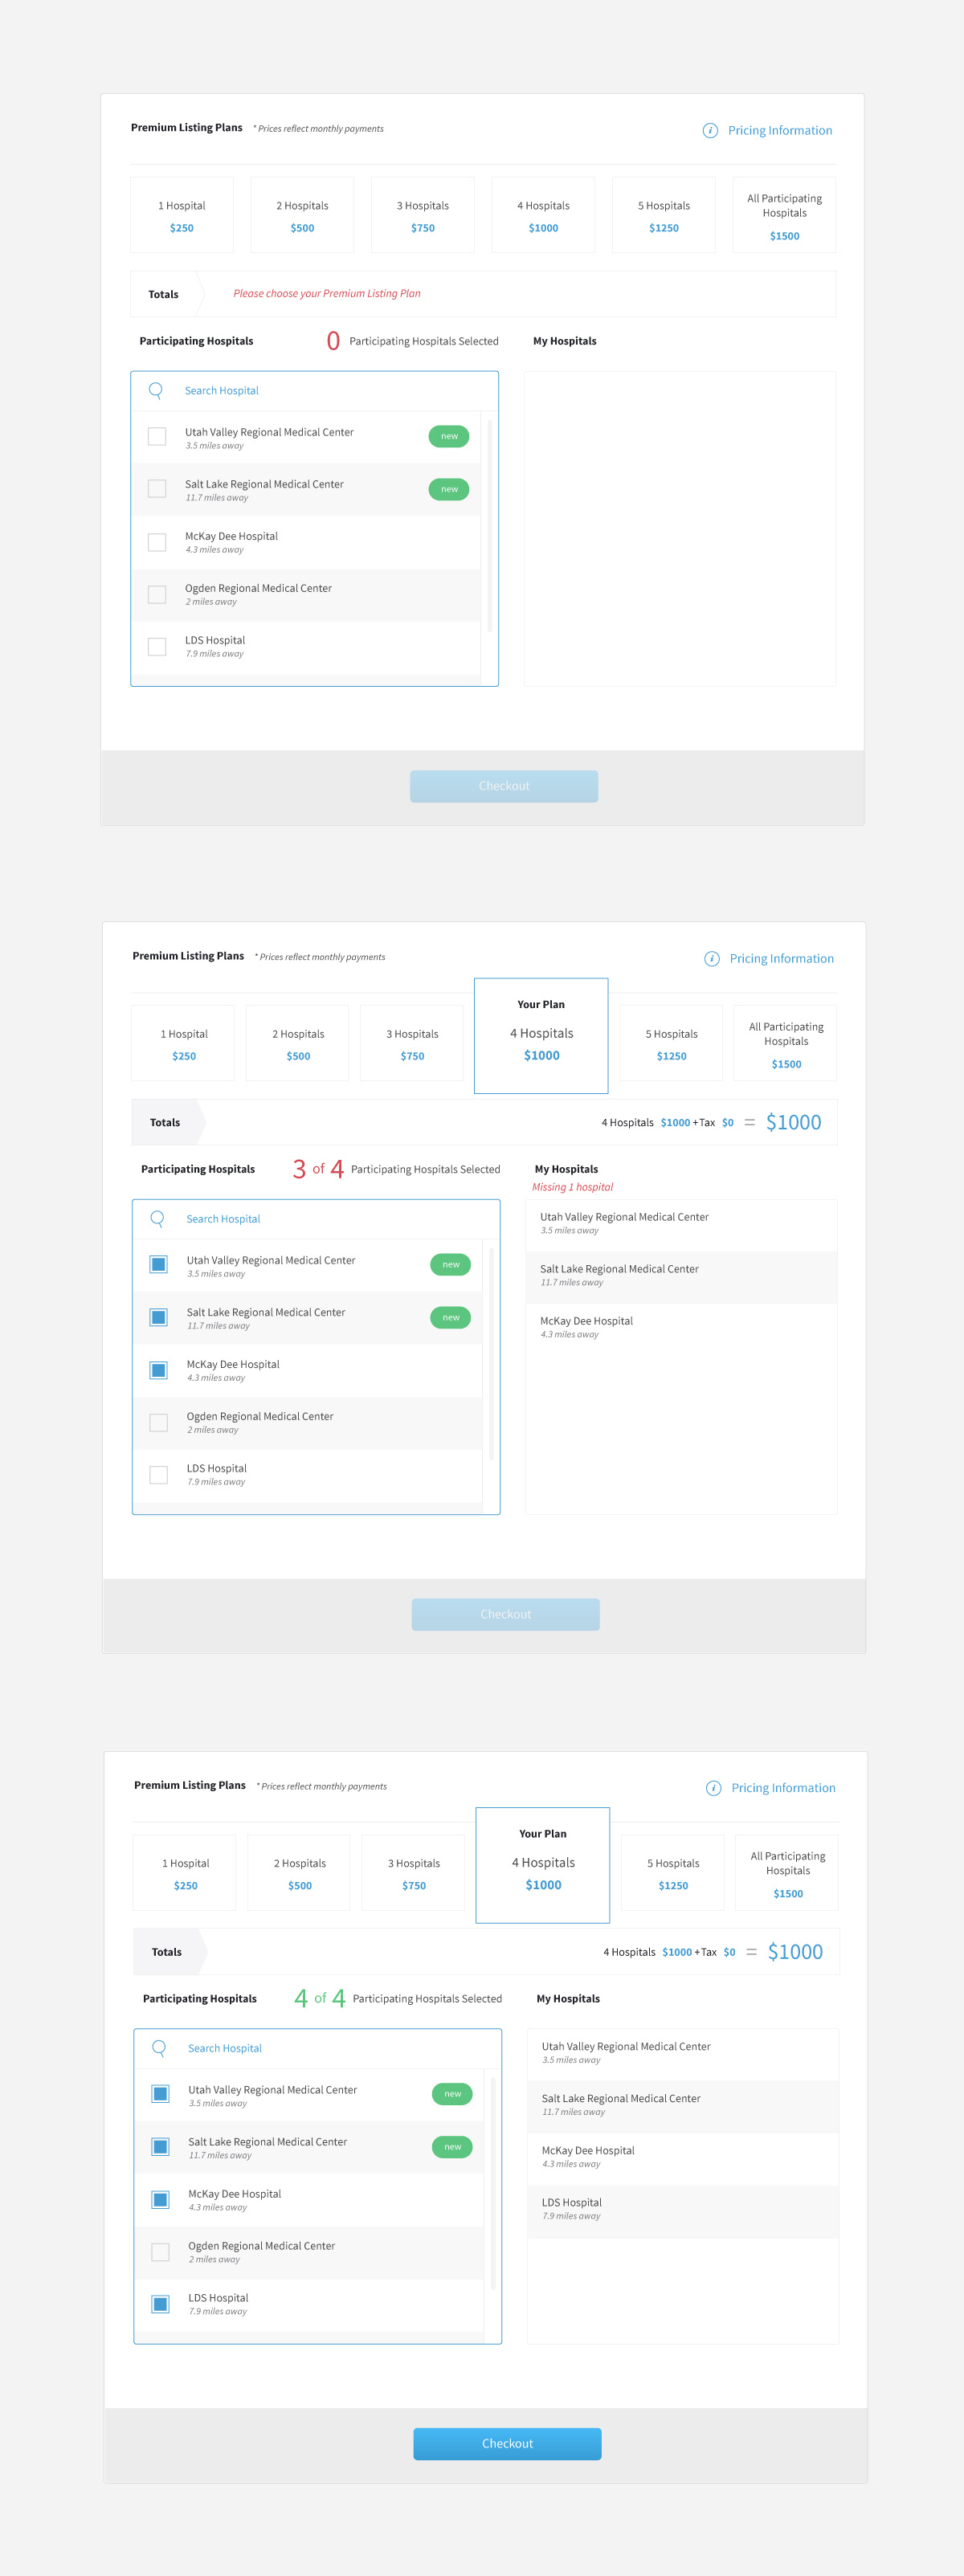 Premium Listing Plans * Prices reflect monthly payments
Pricing Information
1 Hospital
$250
2 Hospitals
$500
3 Hospitals
$750
4 Hospitals
$1000
5 Hospitals
$1250
All Participating
Hospitals
$1500
Totals
Please choose your Premium Listing Plan
Participating Hospitals
0 Participating Hospitals Selected
My Hospitals
Search Hospital
Utah Valley Regional Medical Center
3.5 miles away
new
Salt Lake Regional Medical Center
11.7 miles away
new
McKay Dee Hospital
4.3 miles away
Ogden Regional Medical Center
2 miles away
LDS Hospital
7.9 miles away
Checkout
Premium Listing Plans * Prices reflect monthly payments
Pricing Information
1 Hospital
$250
2 Hospitals
$500
3 Hospitals
$750
Your Plan
4 Hospitals
$1000
5 Hospitals
$1250
All Participating
Hospitals
$1500
Totals
4 Hospitals $1000 + Tax $0 = $1000
Participating Hospitals
3 of 4 Participating Hospitals Selected
My Hospitals
Missing 1 hospital
Search Hospital
Utah Valley Regional Medical Center
3.5 miles away
new
Salt Lake Regional Medical Center
11.7 miles away
new
McKay Dee Hospital
4.3 miles away
Ogden Regional Medical Center
2 miles away
LDS Hospital
7.9 miles away
Utah Valley Regional Medical Center
3.5 miles away
Salt Lake Regional Medical Center
11.7 miles away
McKay Dee Hospital
4.3 miles away
Checkout
Premium Listing Plans * Prices reflect monthly payments
Pricing Information
1 Hospital
$250
2 Hospitals
$500
3 Hospitals
$750
Your Plan
4 Hospitals
$1000
5 Hospitals
$1250
All Participating
Hospitals
$1500
Totals
4 Hospitals $1000 + Tax $0 = $1000
Participating Hospitals
4 of 4 Participating Hospitals Selected
My Hospitals
Search Hospital
Utah Valley Regional Medical Center
3.5 miles away
new
Salt Lake Regional Medical Center
11.7 miles away
new
McKay Dee Hospital
4.3 miles away
Ogden Regional Medical Center
2 miles away
LDS Hospital
7.9 miles away
Utah Valley Regional Medical Center
3.5 miles away
Salt Lake Regional Medical Center
11.7 miles away
McKay Dee Hospital
4.3 miles away
LDS Hospital
7.9 miles away
Checkout